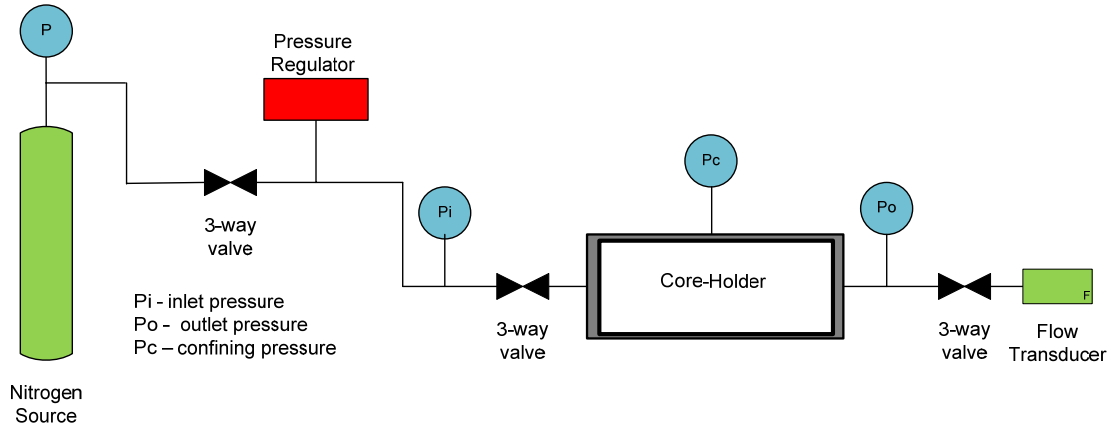 P
Pressure
Regulator
Pc
Pi
Po
3-way
valve
Core-Holder
Pi - inlet pressure
Po - outlet pressure
Pc – confining pressure
3-way
valve
3-way
valve
F
Flow
Transducer
Nitrogen
Source